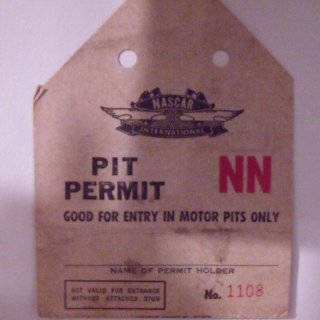 NASCAR
INTERNATIONAL
PIT
PERMIT
NN
GOOD FOR ENTRY IN MOTOR PITS ONLY
NAME OF PERMIT HOLDER
NOT VALID FOR ENTRANCE
WITHOUT ATTACHED STUB
No. 1108